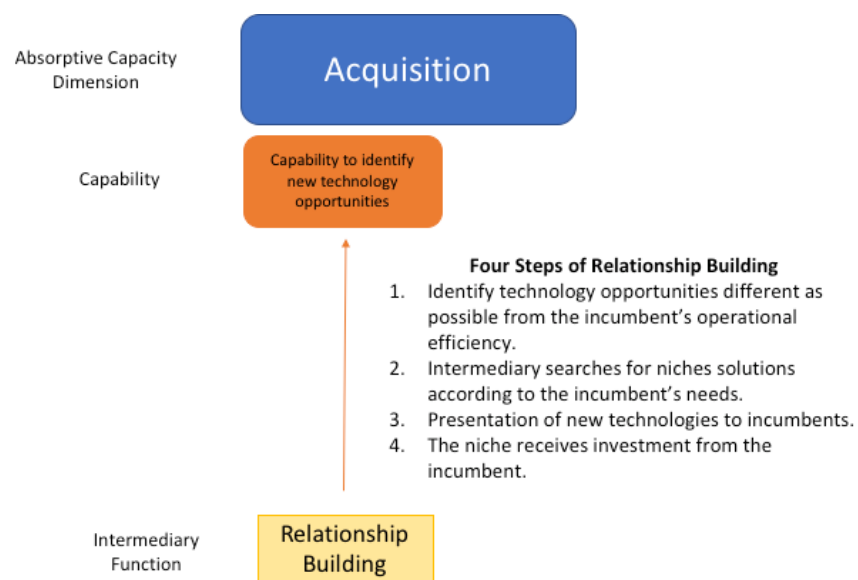 Absorptive Capacity
Dimension
Acquisition
Capability
Capability to identify
new technology
opportunities
Four Steps of Relationship Building
1. Identify technology opportunities different as
possible from the incumbent's operational
efficiency.
2. Intermediary searches for niches solutions
according to the incumbent's needs.
3. Presentation of new technologies to incumbents.
4. The niche receives investment from the
incumbent.
Intermediary
Function
Relationship
Building